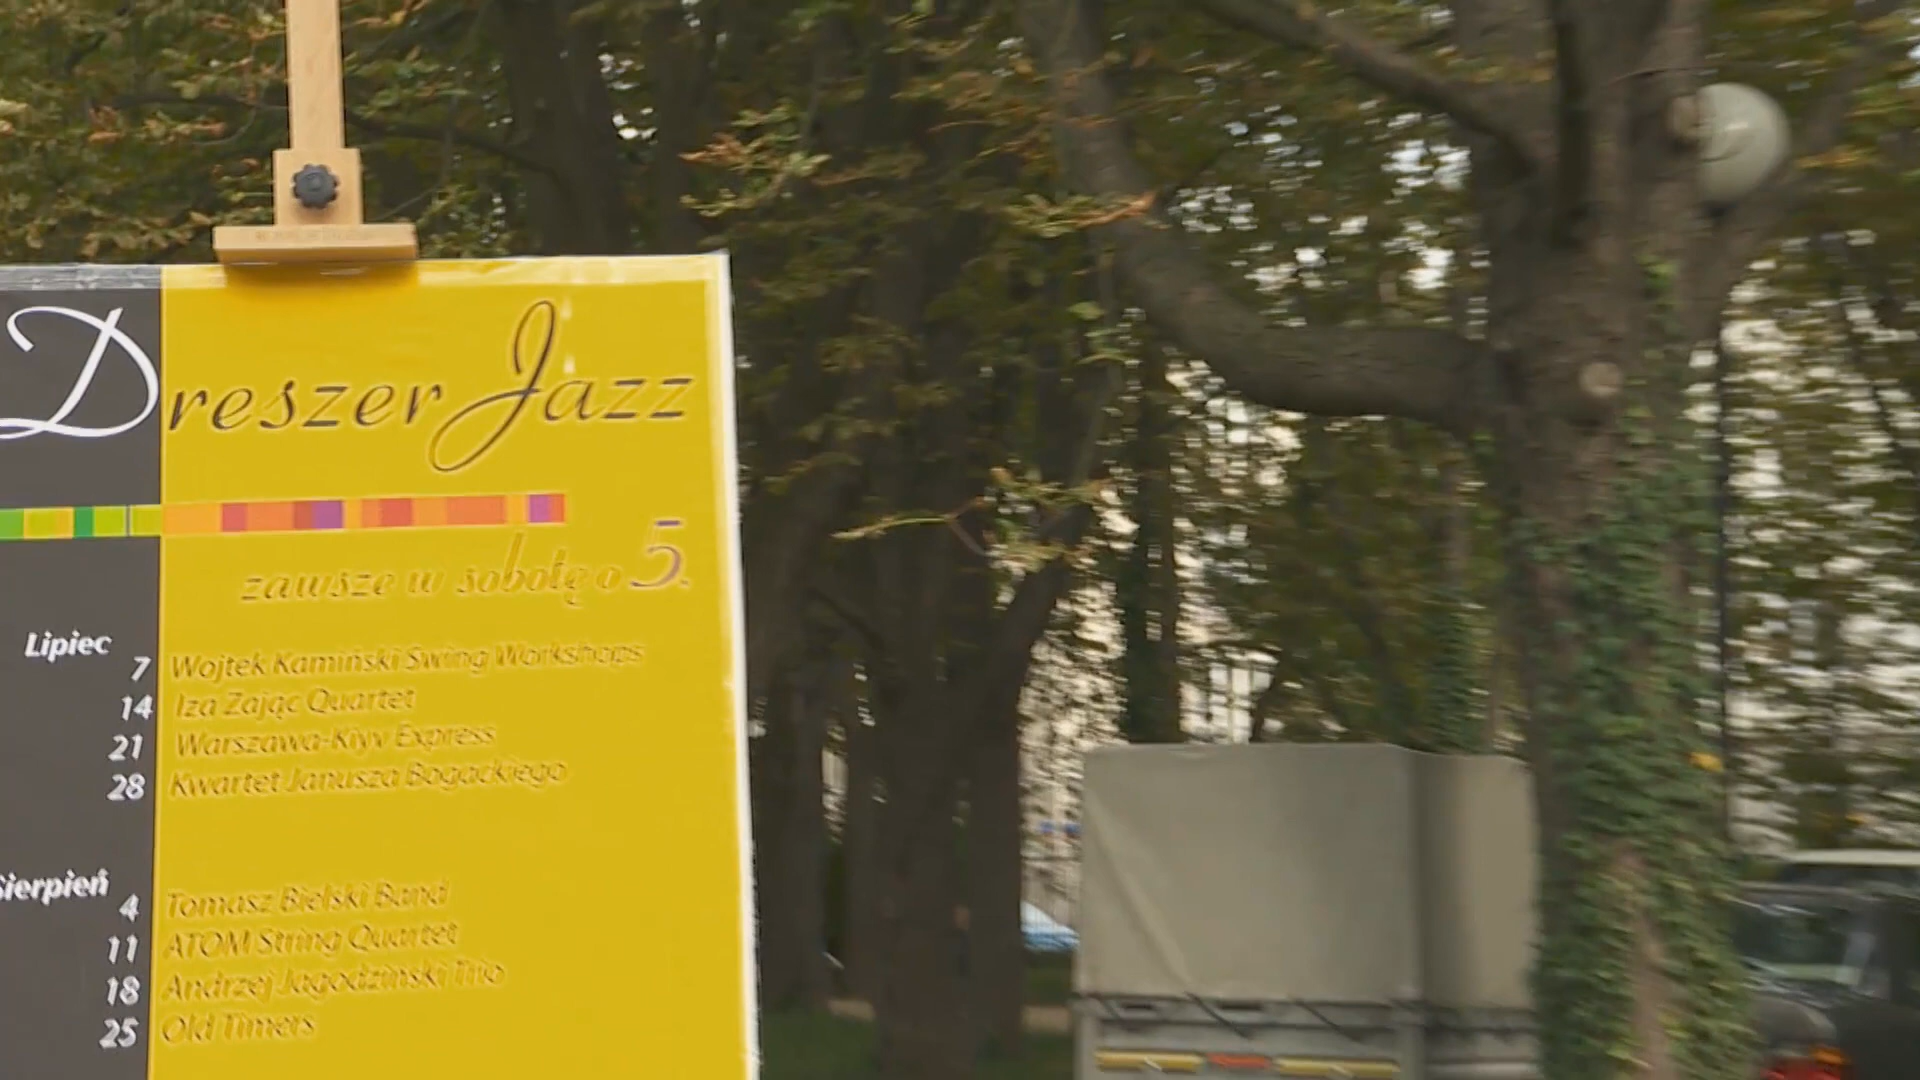 Dreszer Jazz
zawsze w sobotę o 5.
Lipiec
7 Wojtek Kamiński Swing Workshops
14 Iza Zając Quartet
21 Warszawa-Kiyv Express
28 Kwartet Janusza Bogackiego
Sierpień
4 Tomasz Bielski Band
11 ATOM String Quartet
18 Andrzej Jagodziński Trio
25 Old Timers